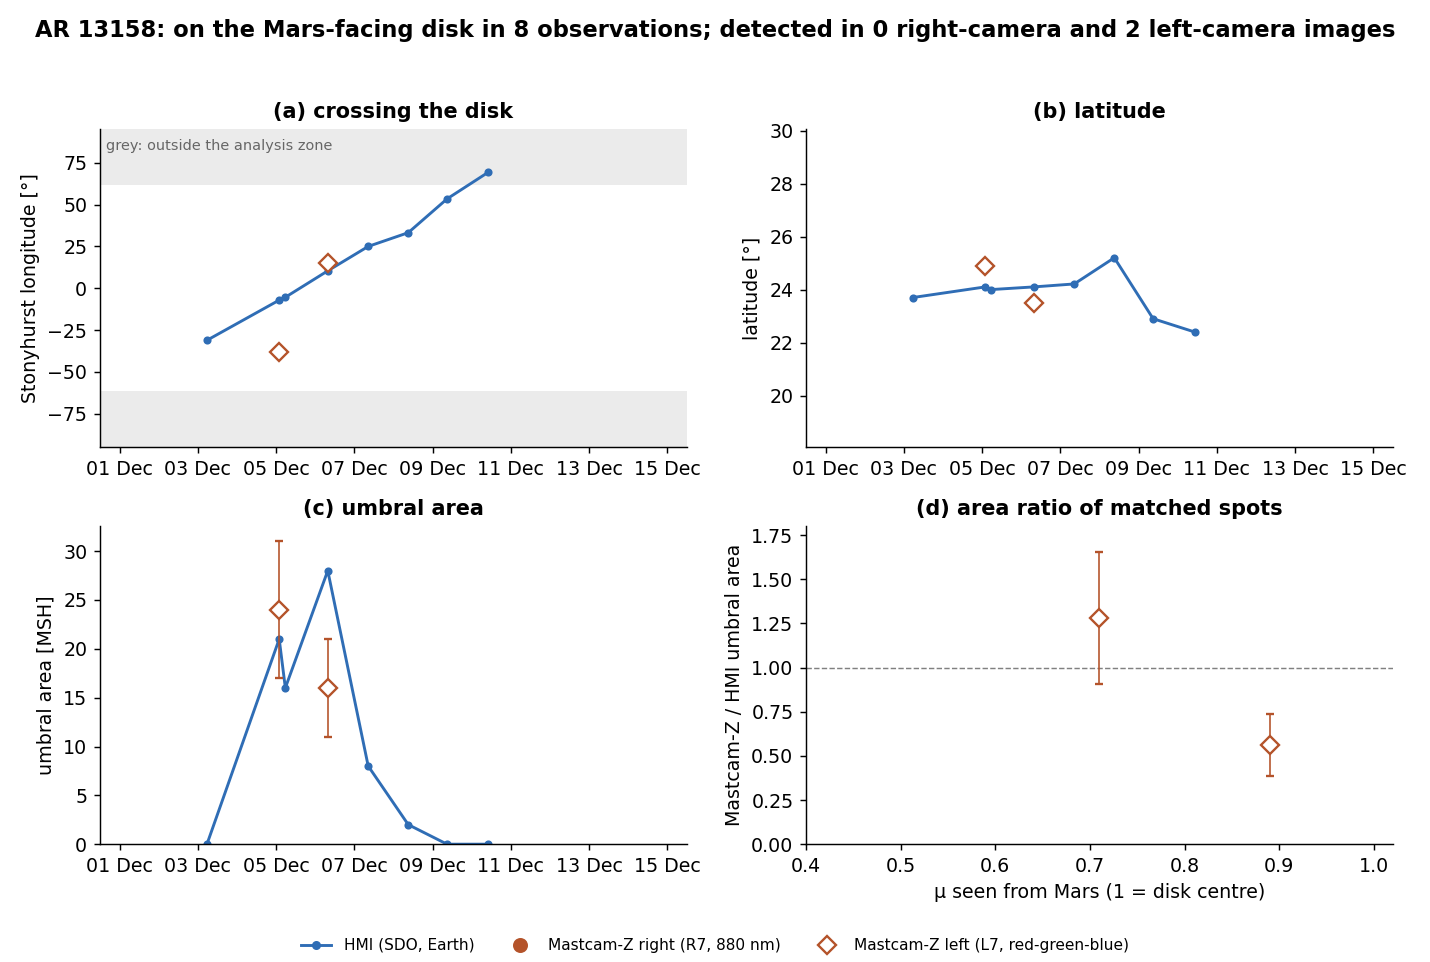 AR 13158: on the Mars-facing disk in 8 observations; detected in 0 right-camera and 2 left-camera images
(a) crossing the disk
grey: outside the analysis zone
Stonyhurst longitude [°]
75
50
25
0
−25
−50
−75
01 Dec 03 Dec 05 Dec 07 Dec 09 Dec 11 Dec 13 Dec 15 Dec
(b) latitude
latitude [°]
30
28
26
24
22
20
01 Dec 03 Dec 05 Dec 07 Dec 09 Dec 11 Dec 13 Dec 15 Dec
(c) umbral area
umbral area [MSH]
30
25
20
15
10
5
0
01 Dec 03 Dec 05 Dec 07 Dec 09 Dec 11 Dec 13 Dec 15 Dec
(d) area ratio of matched spots
Mastcam-Z / HMI umbral area
1.75
1.50
1.25
1.00
0.75
0.50
0.25
0.00
0.4 0.5 0.6 0.7 0.8 0.9 1.0
μ seen from Mars (1 = disk centre)
HMI (SDO, Earth) Mastcam-Z right (R7, 880 nm) Mastcam-Z left (L7, red-green-blue)